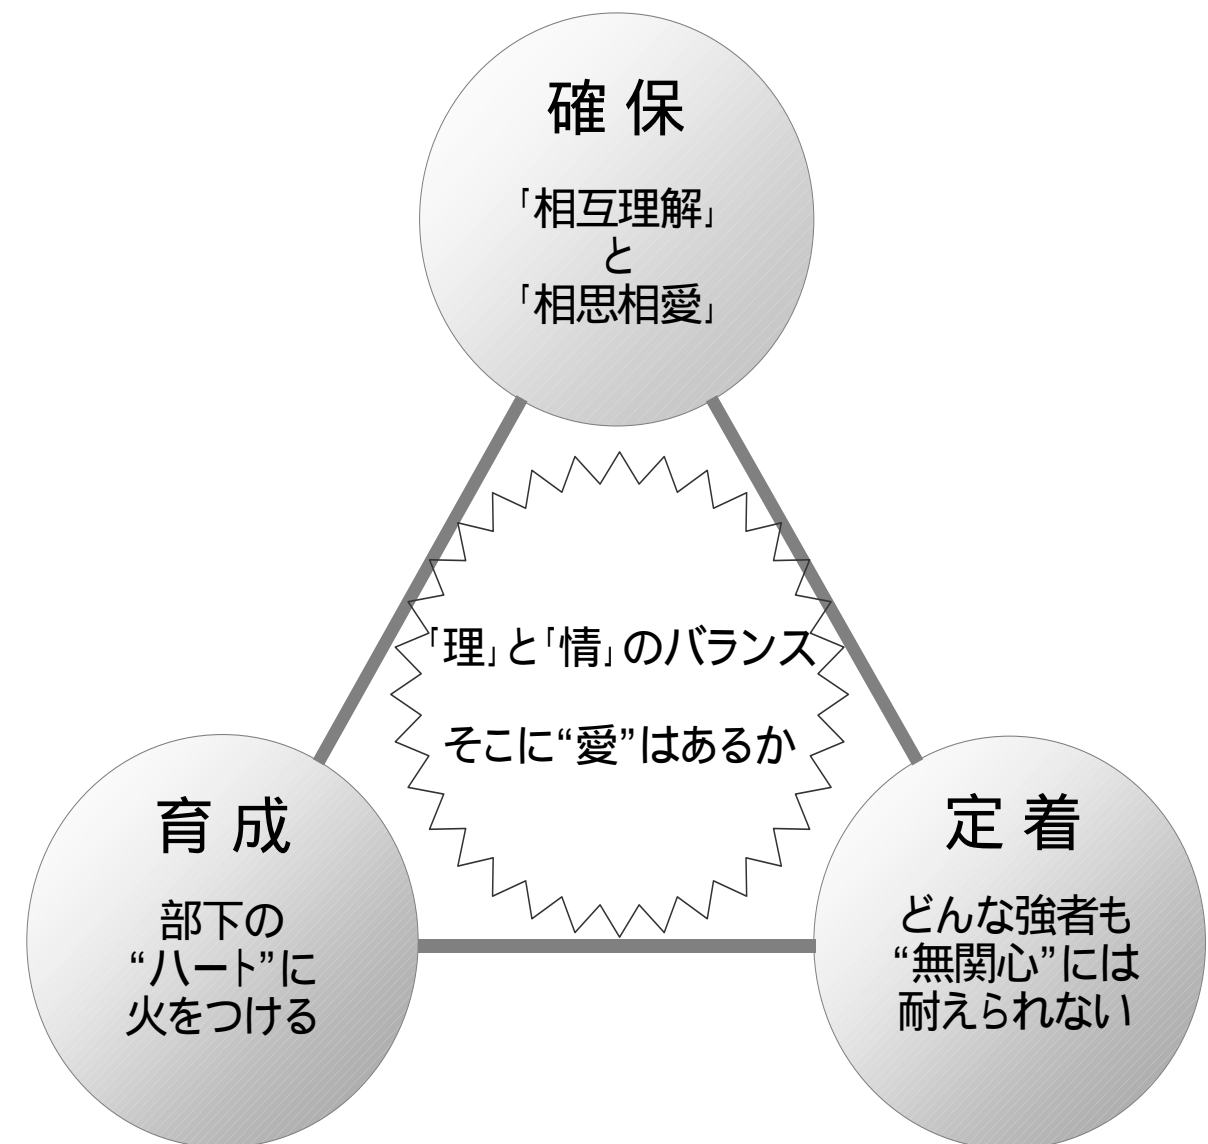 確保
「相互理解」
と
「相思相愛」
「理」と「情」のバランス
そこに“愛”はあるか
育成
部下の
“ハート”に
火をつける
定着
どんな強者も
“無関心”には
耐えられない